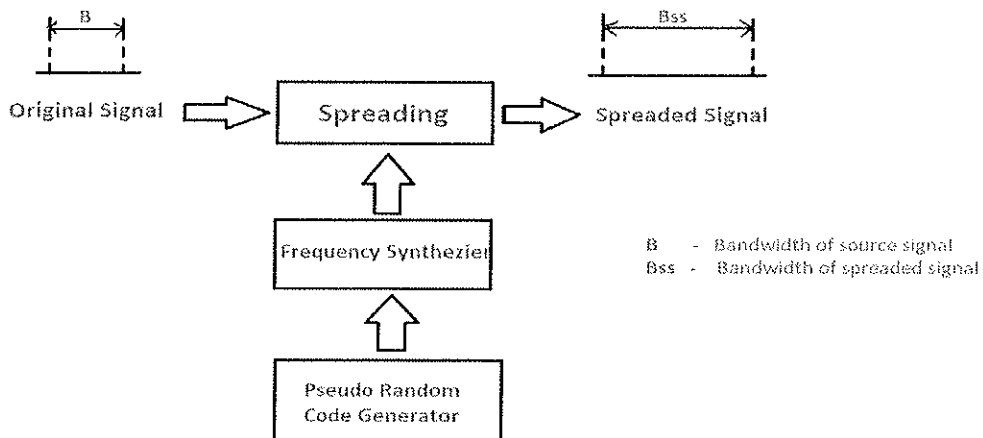 B
Bss
Original Signal
Spreading
Spreaded Signal
Frequency Synthezier
B - Bandwidth of source signal
Bss - Bandwidth of spreaded signal
Pseudo Random
Code Generator